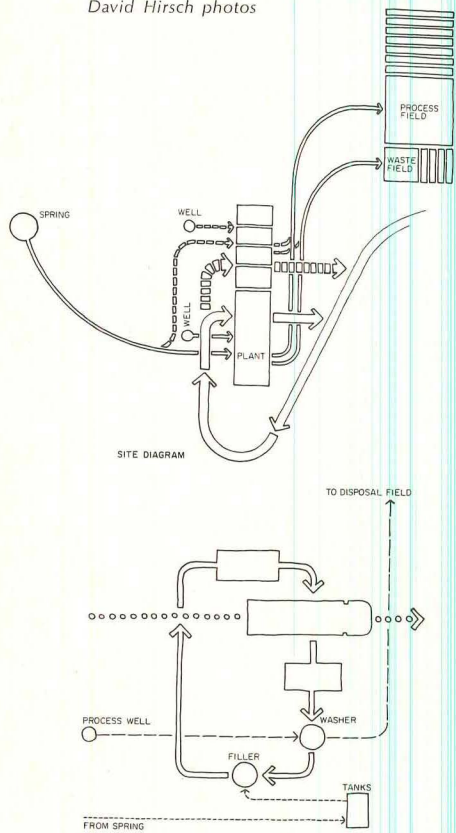 David Hirsch photos
PROCESS
FIELD
WASTE
FIELD
SPRING
WELL
WELL
PLANT
SITE DIAGRAM
TO DISPOSAL FIELD
PROCESS WELL
WASHER
FILLER
TANKS
FROM SPRING